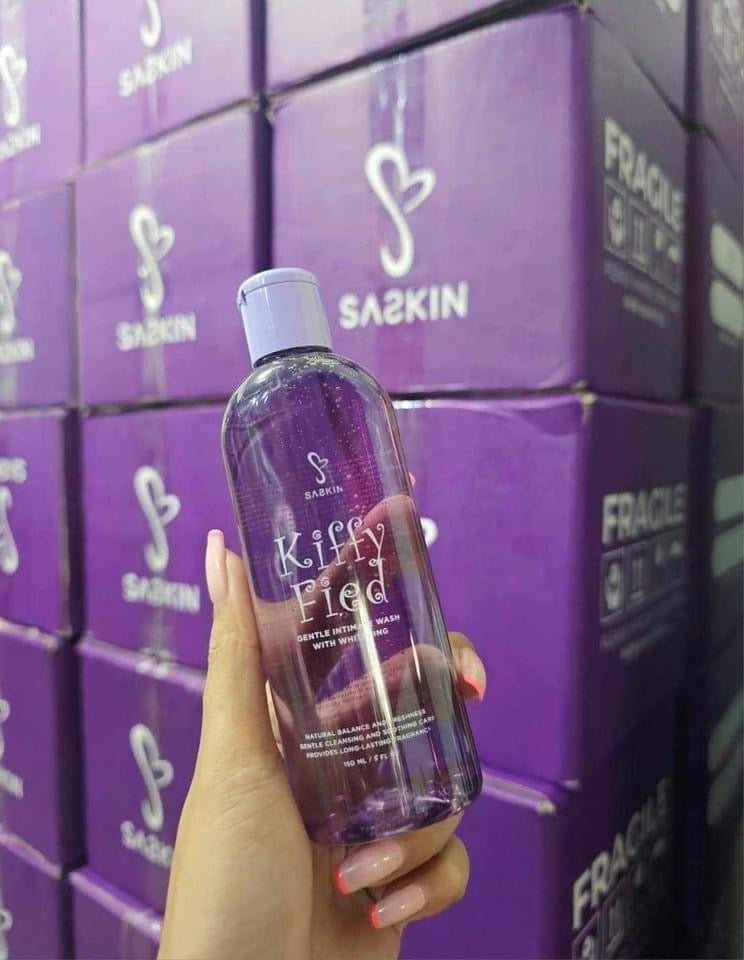 SASKIN
SASKIN
SASKIN
FRAGILE
SASKIN
FRAGILE
SASKIN
FRAGILE
SASKIN
Kiffy
Fied
GENTLE INTIMATE WASH
WITH WHITENING
NATURAL BALANCE AND FRESHNESS
GENTLE CLEANSING AND SOOTHING CARE
PROVIDES LONG-LASTING FRAGRANCE
150 ML / 5 FL